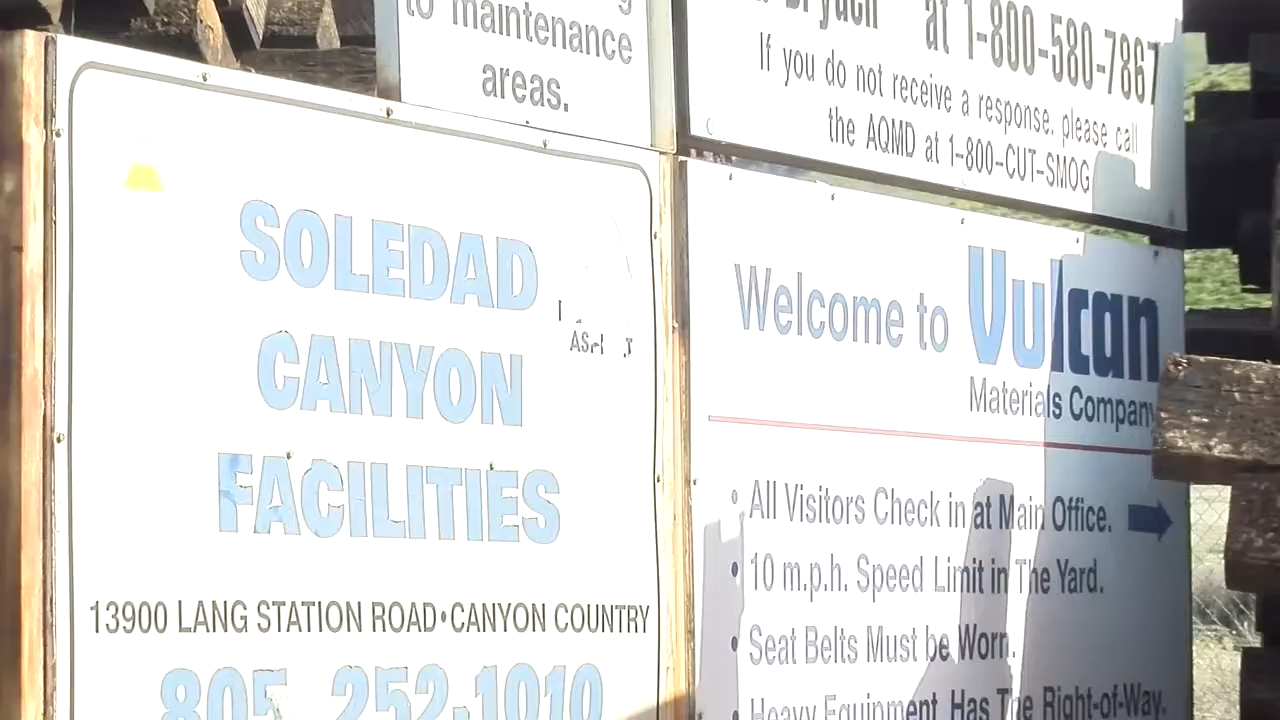 to maintenance
areas.
at 1-800-580-7867
If you do not receive a response, please call
the AQMD at 1-800-CUT-SMOG
SOLEDAD
CANYON
FACILITIES
13900 LANG STATION ROAD•CANYON COUNTRY
805 252-1010
Welcome to Vulcan
Materials Company
• All Visitors Check in at Main Office.
• 10 m.p.h. Speed Limit in The Yard.
• Seat Belts Must be Worn.
• Heavy Equipment Has The Right-of-Way.